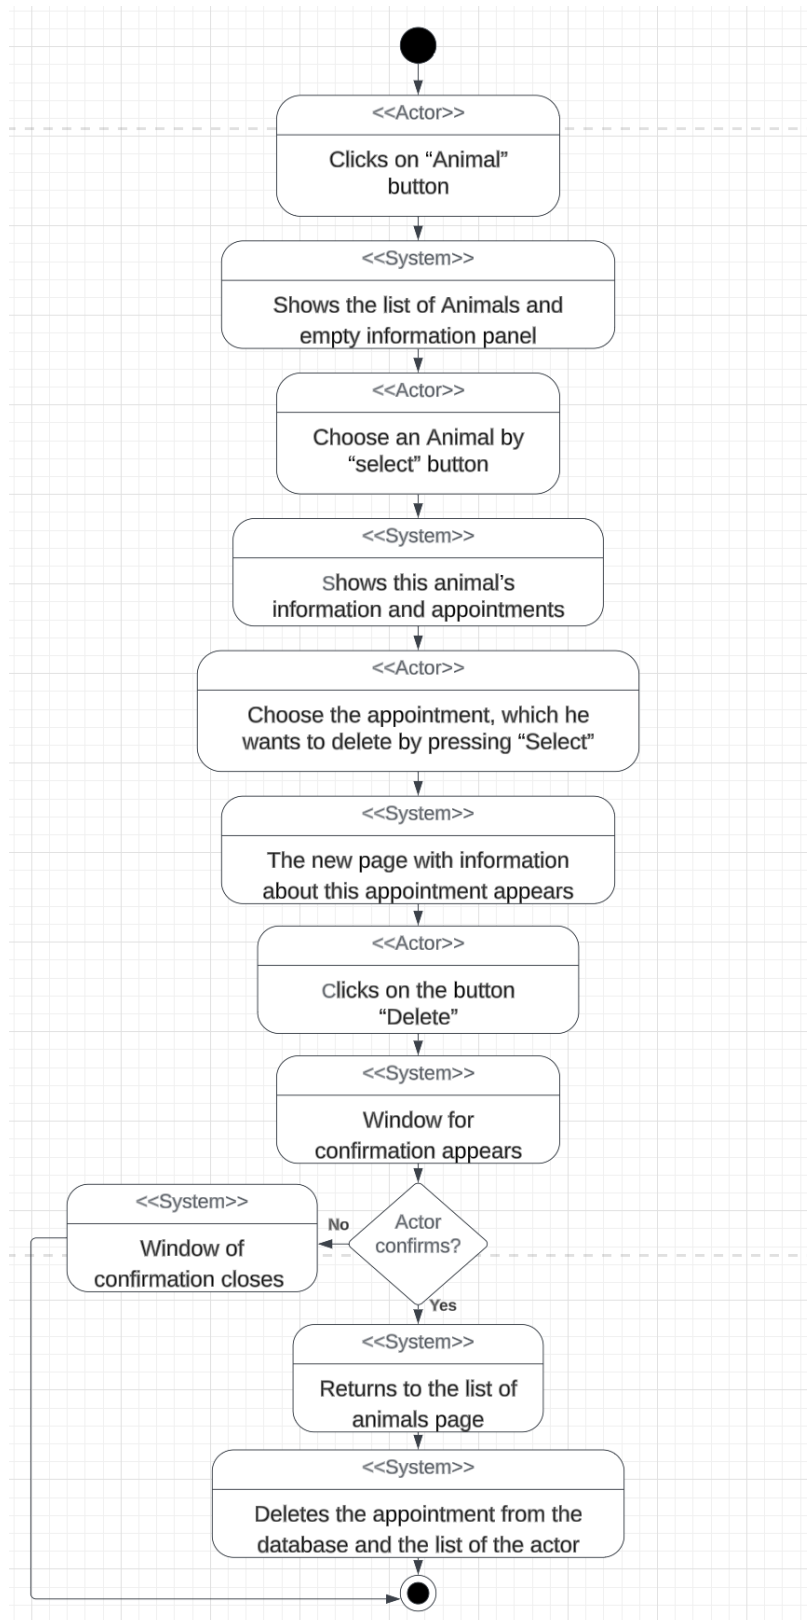 <<Actor>>
Clicks on “Animal”
button
<<System>>
Shows the list of Animals and
empty information panel
<<Actor>>
Choose an Animal by
“select” button
<<System>>
Shows this animal’s
information and appointments
<<Actor>>
Choose the appointment, which he
wants to delete by pressing “Select”
<<System>>
The new page with information
about this appointment appears
<<Actor>>
Clicks on the button
“Delete”
<<System>>
Window for
confirmation appears
Actor
confirms?
No
<<System>>
Window of
confirmation closes
Yes
<<System>>
Returns to the list of
animals page
<<System>>
Deletes the appointment from the
database and the list of the actor